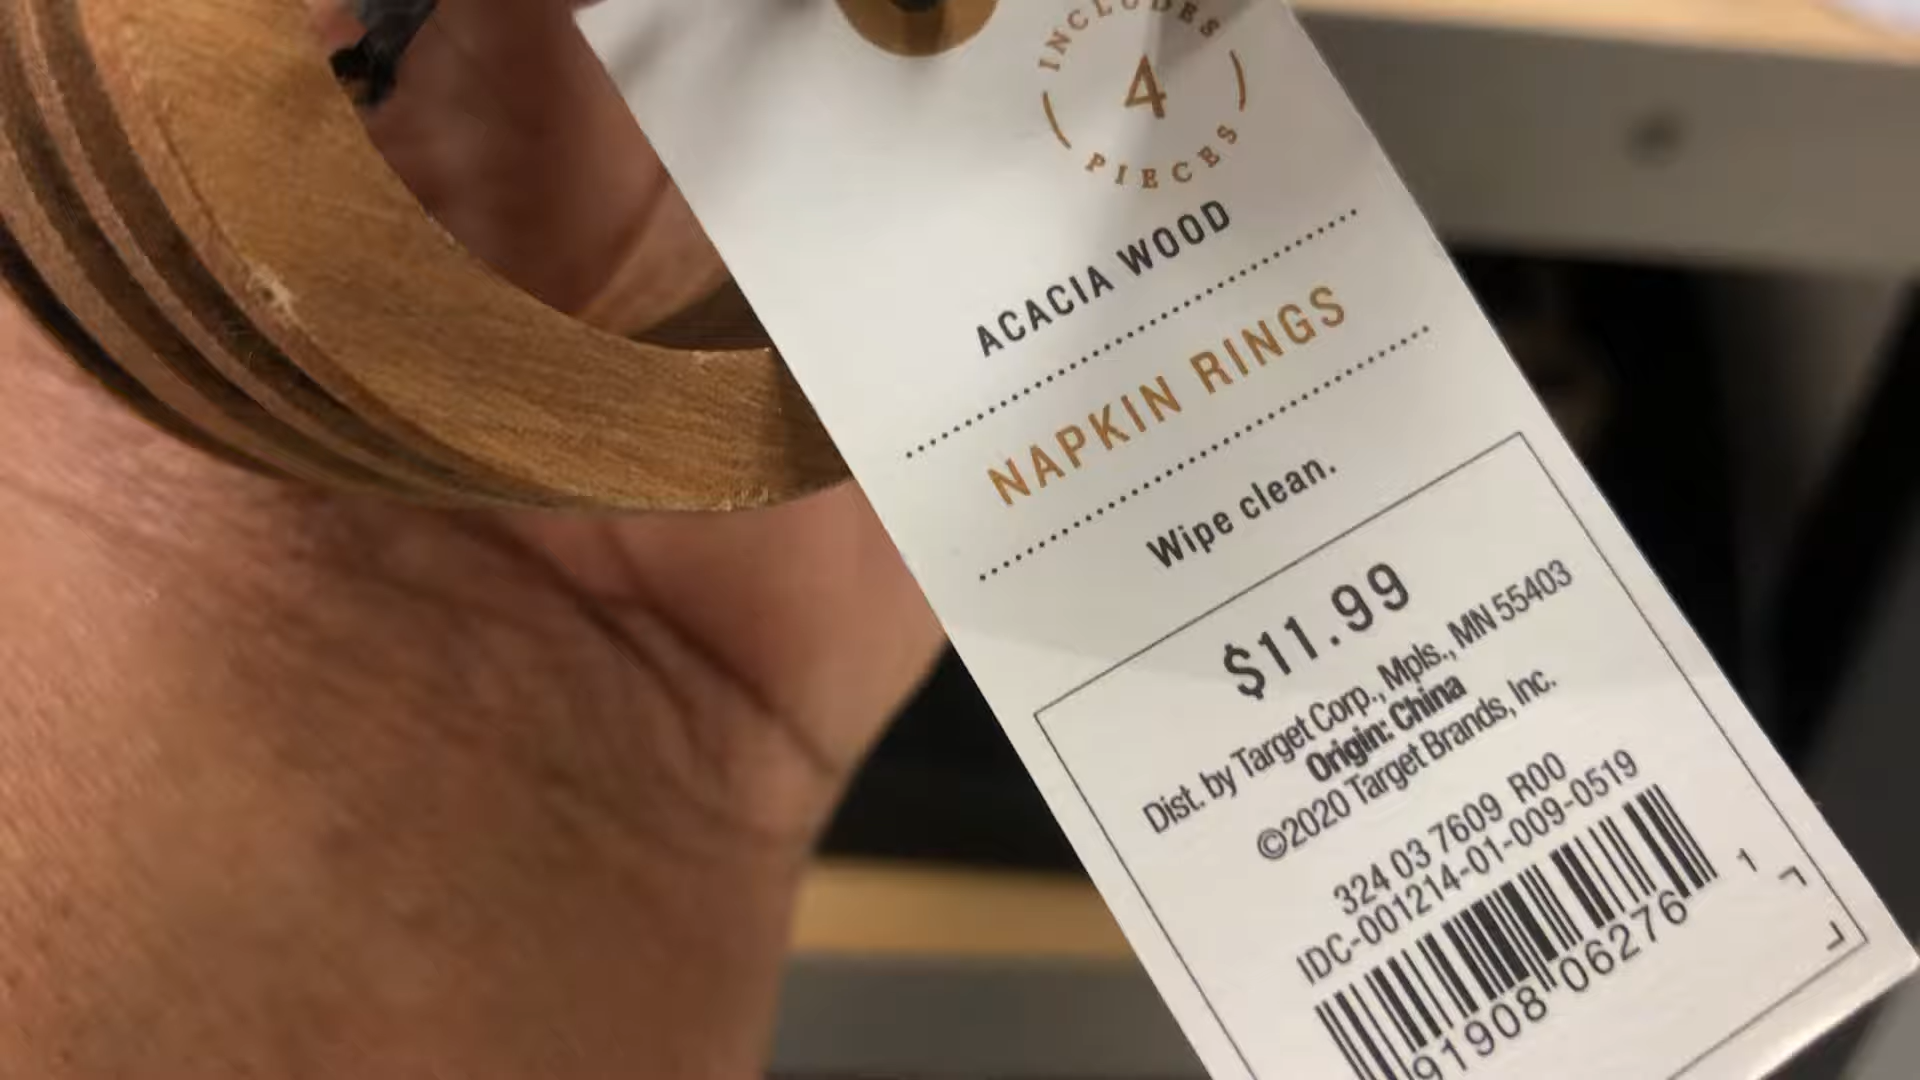 INCLUDES
4
PIECES
ACACIA WOOD
NAPKIN RINGS
Wipe clean.
$11.99
Dist. by Target Corp., Mpls., MN 55403
Origin: China
©2020 Target Brands, Inc.
324 03 7609 R00
IDC-001214-01-009-0519
91908 06276 1